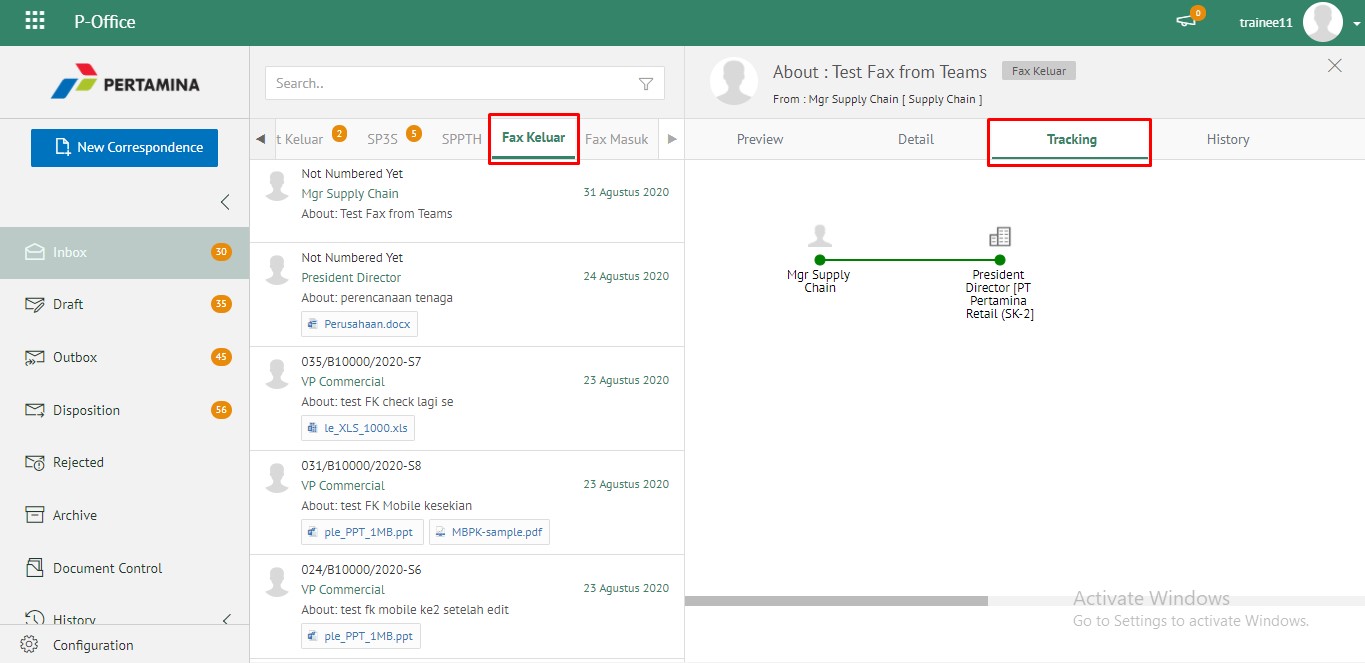 P-Office
0
trainee11
PERTAMINA
New Correspondence
Inbox
30
Draft
35
Outbox
45
Disposition
56
Rejected
Archive
Document Control
History
Configuration
Search..
t Keluar
2
SP3S
5
SPPTH
Fax Keluar
Fax Masuk
Not Numbered Yet
Mgr Supply Chain
31 Agustus 2020
About: Test Fax from Teams
Not Numbered Yet
President Director
24 Agustus 2020
About: perencanaan tenaga
Perusahaan.docx
035/B10000/2020-S7
VP Commercial
23 Agustus 2020
About: test FK check lagi se
le_XLS_1000.xls
031/B10000/2020-S8
VP Commercial
23 Agustus 2020
About: test FK Mobile kesekian
ple_PPT_1MB.ppt
MBPK-sample.pdf
024/B10000/2020-S6
VP Commercial
23 Agustus 2020
About: test fk mobile ke2 setelah edit
ple_PPT_1MB.ppt
About : Test Fax from Teams
Fax Keluar
From : Mgr Supply Chain [ Supply Chain ]
Preview
Detail
Tracking
History
Mgr Supply
Chain
President
Director [PT
Pertamina
Retail (SK-2]
Activate Windows
Go to Settings to activate Windows.